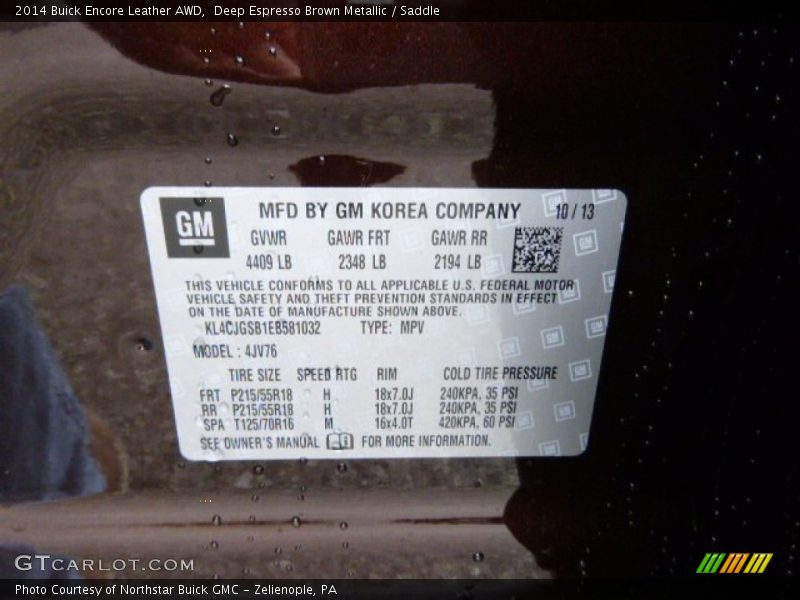 2014 Buick Encore Leather AWD,  Deep Espresso Brown Metallic / Saddle
GM
MFD BY GM KOREA COMPANY 10 / 13
GVWR GAWR FRT GAWR RR
4409 LB 2348 LB 2194 LB
THIS VEHICLE CONFORMS TO ALL APPLICABLE U.S. FEDERAL MOTOR
VEHICLE SAFETY AND THEFT PREVENTION STANDARDS IN EFFECT
ON THE DATE OF MANUFACTURE SHOWN ABOVE.
KL4CJGSB1EB581032 TYPE: MPV
MODEL : 4JV76
TIRE SIZE SPEED RTG RIM COLD TIRE PRESSURE
FRT P215/55R18 H 18x7.0J 240KPA, 35 PSI
RR P215/55R18 H 18x7.0J 240KPA, 35 PSI
SPA T125/70R16 M 16x4.0T 420KPA, 60 PSI
SEE OWNER'S MANUAL FOR MORE INFORMATION.
GTCARLOT.COM
Photo Courtesy of Northstar Buick GMC - Zelienople, PA